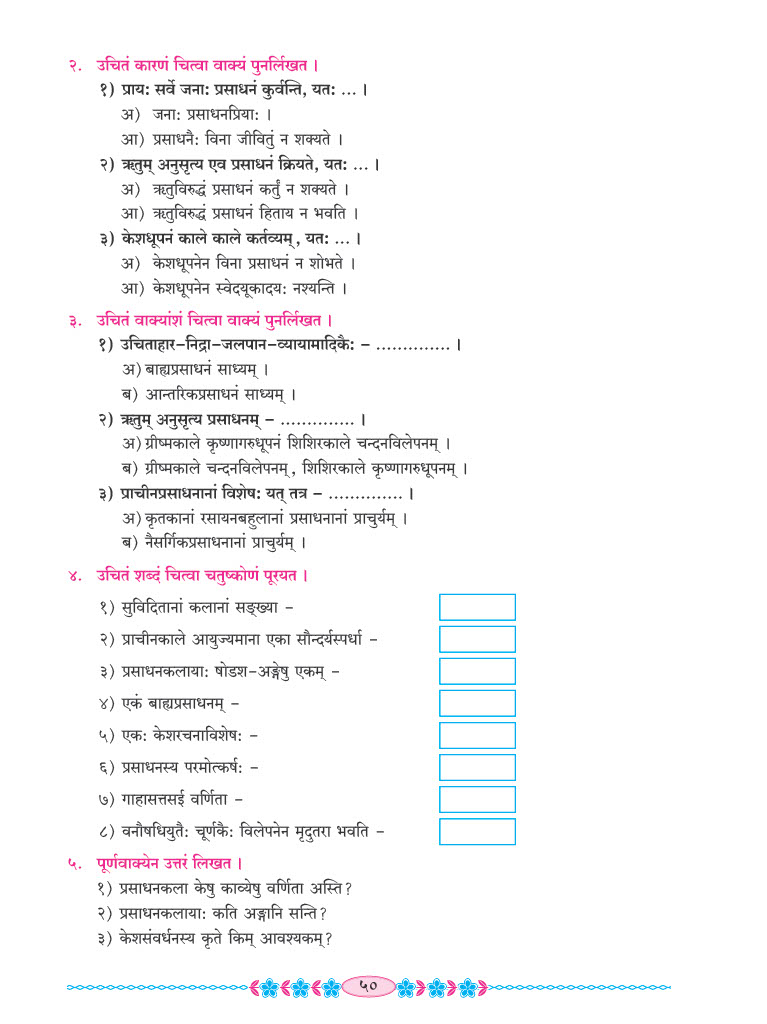 २. उचितं कारणं चित्वा वाक्यं पुनर्लिखत ।
१) प्राय: सर्वे जना: प्रसाधनं कुर्वन्ति, यत: ... ।
अ) जना: प्रसाधनप्रिया: ।
आ) प्रसाधनै: विना जीवितुं न शक्यते ।
२) ऋतुम् अनुसृत्य एव प्रसाधनं क्रियते, यत: ... ।
अ) ऋतुविरुद्धं प्रसाधनं कर्तुं न शक्यते ।
आ) ऋतुविरुद्धं प्रसाधनं हिताय न भवति ।
३) केशधूपनं काले काले कर्तव्यम्, यत: ... ।
अ) केशधूपनेन विना प्रसाधनं न शोभते ।
आ) केशधूपनेन स्वेदयूकादय: नश्यन्ति ।
३. उचितं वाक्यांशं चित्वा वाक्यं पुनर्लिखत ।
१) उचिताहार-निद्रा-जलपान-व्यायामादिकै: - .............. ।
अ) बाह्यप्रसाधनं साध्यम् ।
ब) आन्तरिकप्रसाधनं साध्यम् ।
२) ऋतुम् अनुसृत्य प्रसाधनम् - .............. ।
अ) ग्रीष्मकाले कृष्णागरुधूपनं शिशिरकाले चन्दनविलेपनम् ।
ब) ग्रीष्मकाले चन्दनविलेपनम्, शिशिरकाले कृष्णागरुधूपनम् ।
३) प्राचीनप्रसाधनानां विशेष: यत् तत्र - .............. ।
अ) कृतकानां रसायनबहुलानां प्रसाधनानां प्राचुर्यम् ।
ब) नैसर्गिकप्रसाधनानां प्राचुर्यम् ।
४. उचितं शब्दं चित्वा चतुष्कोणं पूरयत ।
१) सुविदितानां कलानां सङ्ख्या -
२) प्राचीनकाले आयुज्यमाना एका सौन्दर्यस्पर्धा -
३) प्रसाधनकलाया: षोडश-अङ्गेषु एकम् -
४) एकं बाह्यप्रसाधनम् -
५) एक: केशरचनाविशेष: -
६) प्रसाधनस्य परमोत्कर्ष: -
७) गाहासत्तसई वर्णिता -
८) वनौषधियुतै: चूर्णकै: विलेपनेन मृदुतरा भवति -
५. पूर्णवाक्येन उत्तरं लिखत ।
१) प्रसाधनकला केषु काव्येषु वर्णिता अस्ति?
२) प्रसाधनकलाया: कति अङ्गानि सन्ति?
३) केशसंवर्धनस्य कृते किम् आवश्यकम्?
५०